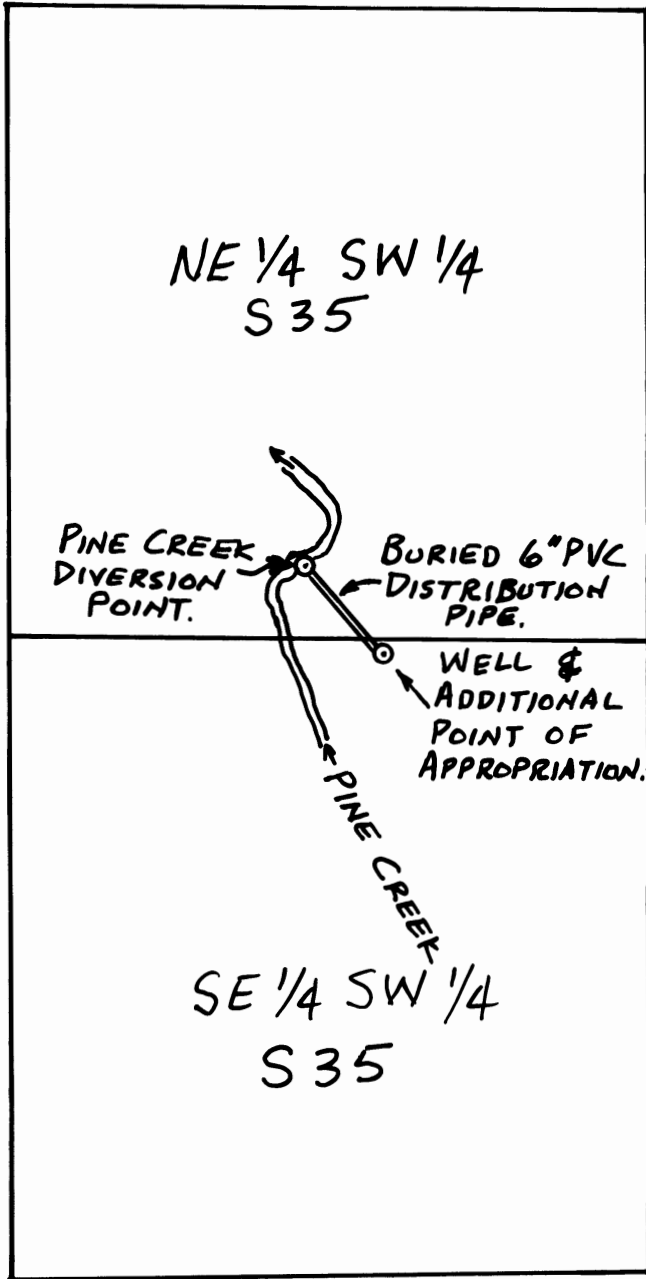 NE 1/4 SW 1/4
S 35
PINE CREEK
DIVERSION
POINT.
BURIED 6" PVC
DISTRIBUTION
PIPE.
WELL &
ADDITIONAL
POINT OF
APPROPRIATION.
PINE CREEK
SE 1/4 SW 1/4
S 35